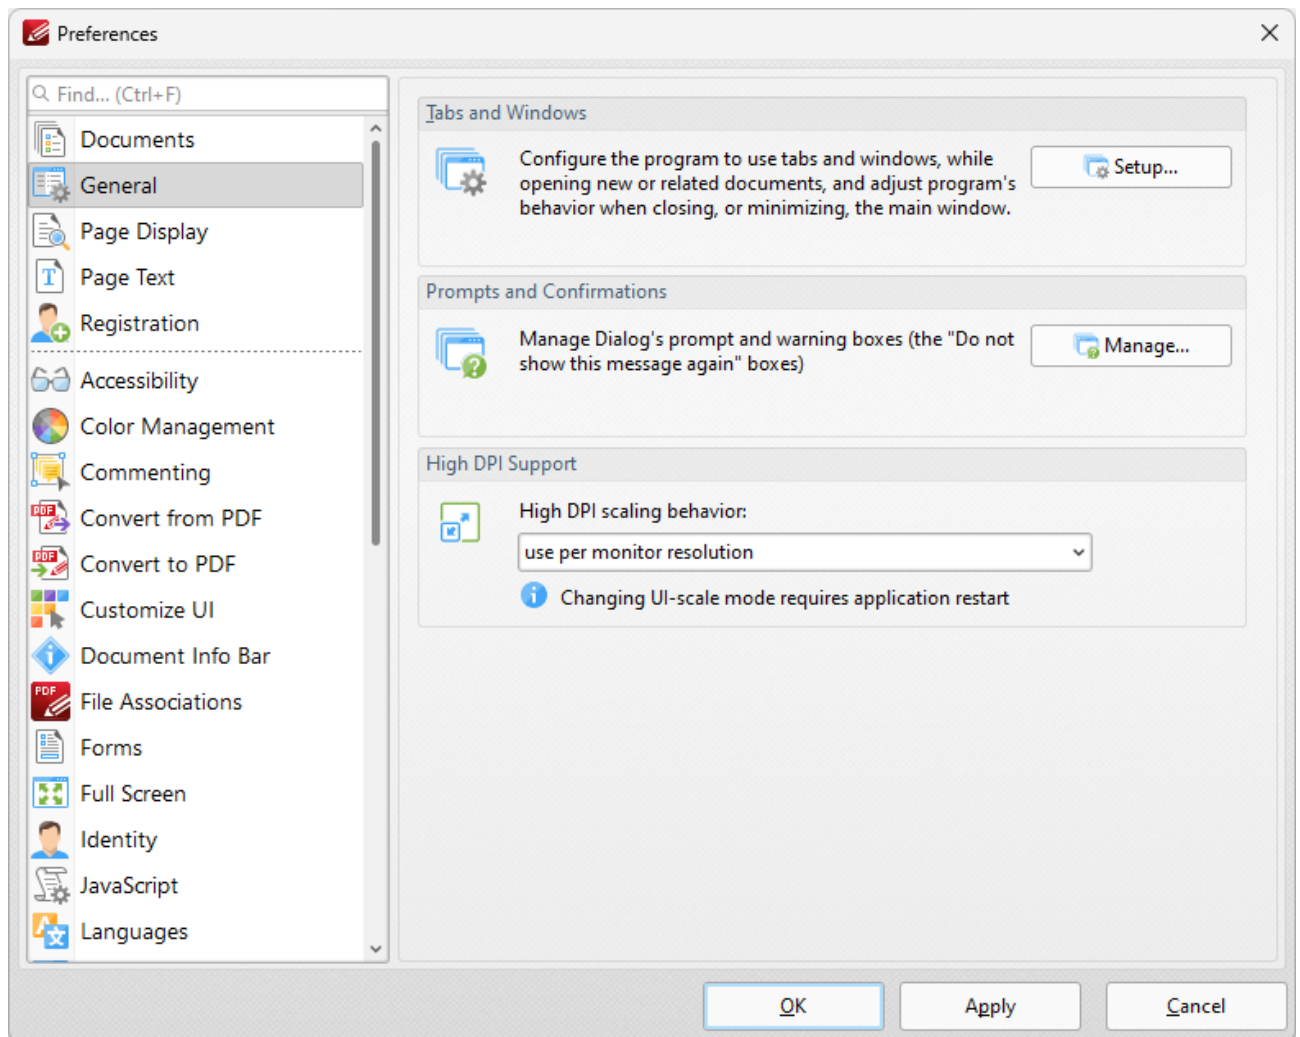 Preferences
Find... (Ctrl+F)
Documents
General
Page Display
Page Text
Registration
Accessibility
Color Management
Commenting
Convert from PDF
Convert to PDF
Customize UI
Document Info Bar
File Associations
Forms
Full Screen
Identity
JavaScript
Languages
Tabs and Windows
Configure the program to use tabs and windows, while
opening new or related documents, and adjust program's
behavior when closing, or minimizing, the main window.
Setup...
Prompts and Confirmations
Manage Dialog's prompt and warning boxes (the "Do not
show this message again" boxes)
Manage...
High DPI Support
High DPI scaling behavior:
use per monitor resolution
Changing UI-scale mode requires application restart
OK
Apply
Cancel